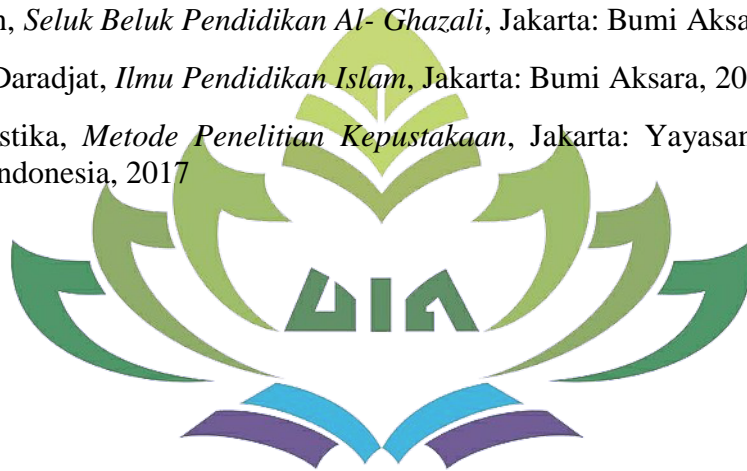 n, Seluk Beluk Pendidikan Al- Ghazali, Jakarta: Bumi Aksa
Daradjat, Ilmu Pendidikan Islam, Jakarta: Bumi Aksara, 20
stika, Metode Penelitian Kepustakaan, Jakarta: Yayasan
ndonesia, 2017
UIN